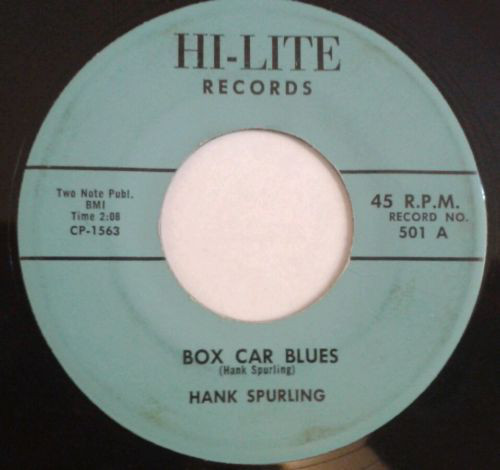 HI-LITE
RECORDS
Two Note Publ.
BMI
Time 2:08
CP-1563
45 R.P.M.
RECORD NO.
501 A
BOX CAR BLUES
(Hank Spurling)
HANK SPURLING